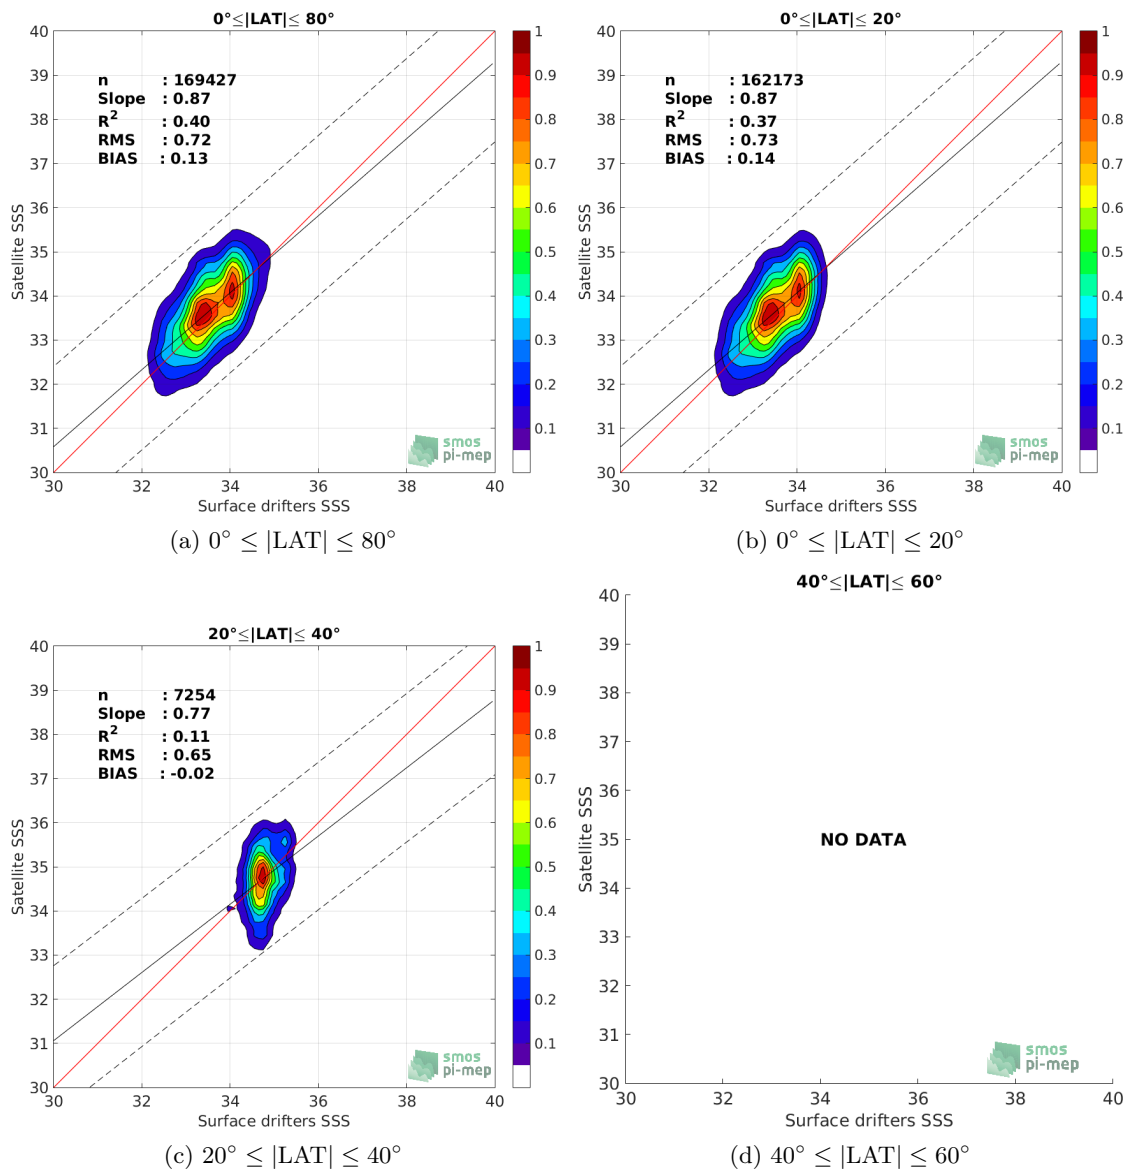 0°≤|LAT|≤ 80°
40
39
38
37
36
35
34
33
32
31
30
Satellite SSS
n : 169427
Slope : 0.87
R2 : 0.40
RMS : 0.72
BIAS : 0.13
1
0.9
0.8
0.7
0.6
0.5
0.4
0.3
0.2
0.1
smos
pi-mep
30 32 34 36 38 40
Surface drifters SSS
(a) 0° ≤ |LAT| ≤ 80°
0°≤|LAT|≤ 20°
40
39
38
37
36
35
34
33
32
31
30
Satellite SSS
n : 162173
Slope : 0.87
R2 : 0.37
RMS : 0.73
BIAS : 0.14
1
0.9
0.8
0.7
0.6
0.5
0.4
0.3
0.2
0.1
smos
pi-mep
30 32 34 36 38 40
Surface drifters SSS
(b) 0° ≤ |LAT| ≤ 20°
20°≤|LAT|≤ 40°
40
39
38
37
36
35
34
33
32
31
30
Satellite SSS
n : 7254
Slope : 0.77
R2 : 0.11
RMS : 0.65
BIAS : -0.02
1
0.9
0.8
0.7
0.6
0.5
0.4
0.3
0.2
0.1
smos
pi-mep
30 32 34 36 38 40
Surface drifters SSS
(c) 20° ≤ |LAT| ≤ 40°
40°≤|LAT|≤ 60°
40
39
38
37
36
35
34
33
32
31
30
Satellite SSS
NO DATA
smos
pi-mep
30 32 34 36 38 40
Surface drifters SSS
(d) 40° ≤ |LAT| ≤ 60°